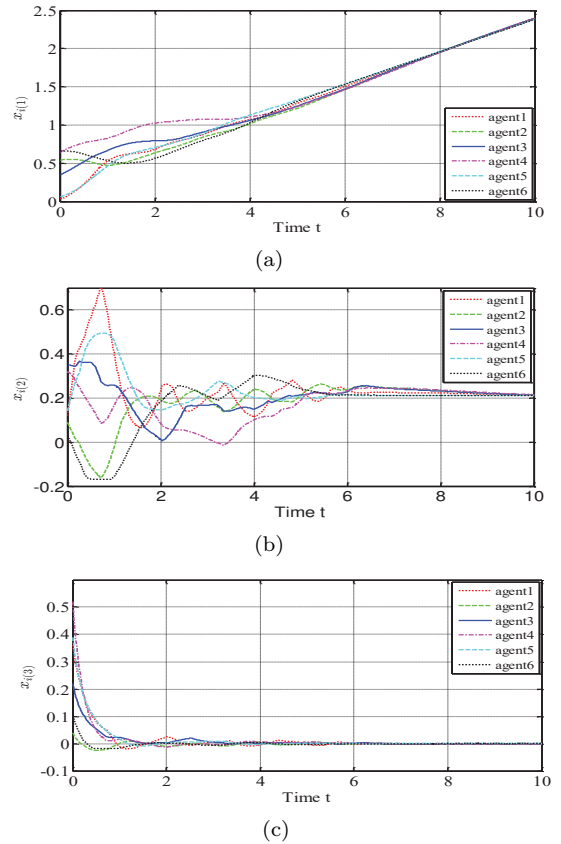 2.5
2
1.5
1
0.5
0
x_{i(1)}
agent1
agent2
agent3
agent4
agent5
agent6
0 2 4 6 8 10
Time t
(a)
0.6
0.4
0.2
0
-0.2
x_{i(2)}
agent1
agent2
agent3
agent4
agent5
agent6
0 2 4 6 8 10
Time t
(b)
0.5
0.4
0.3
0.2
0.1
0
-0.1
x_{i(3)}
agent1
agent2
agent3
agent4
agent5
agent6
0 2 4 6 8 10
Time t
(c)